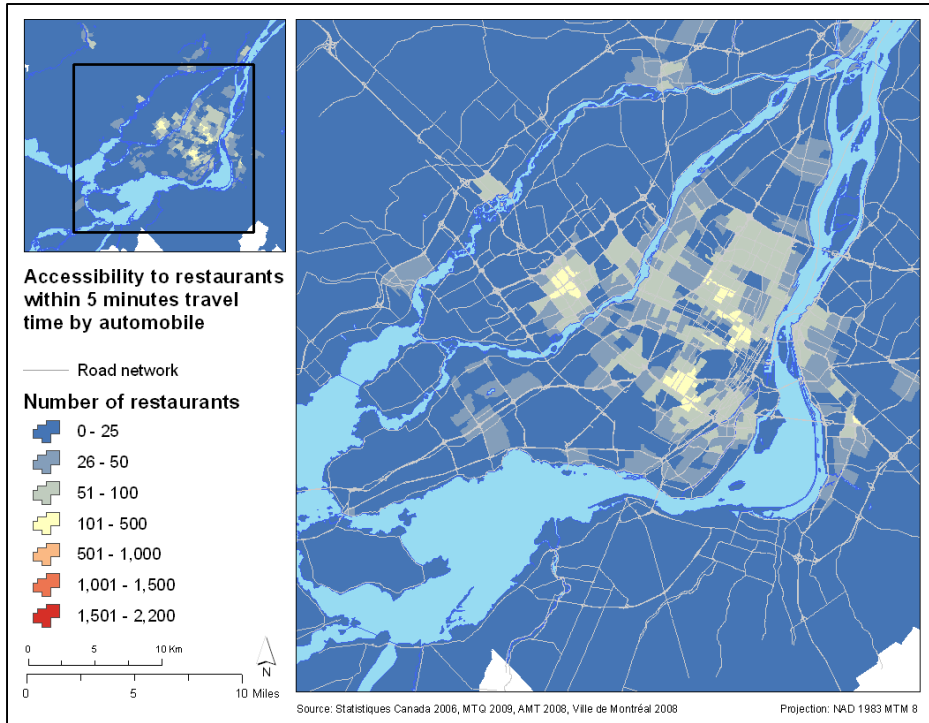 Accessibility to restaurants
within 5 minutes travel
time by automobile
Road network
Number of restaurants
0 - 25
26 - 50
51 - 100
101 - 500
501 - 1,000
1,001 - 1,500
1,501 - 2,200
0 5 10 Km
N
0 5 10 Miles
Source: Statistiques Canada 2006, MTQ 2009, AMT 2008, Ville de Montréal 2008
Projection: NAD 1983 MTM 8